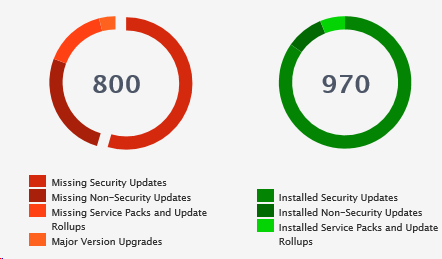 800
Missing Security Updates
Missing Non-Security Updates
Missing Service Packs and Update
Rollups
Major Version Upgrades
970
Installed Security Updates
Installed Non-Security Updates
Installed Service Packs and Update
Rollups